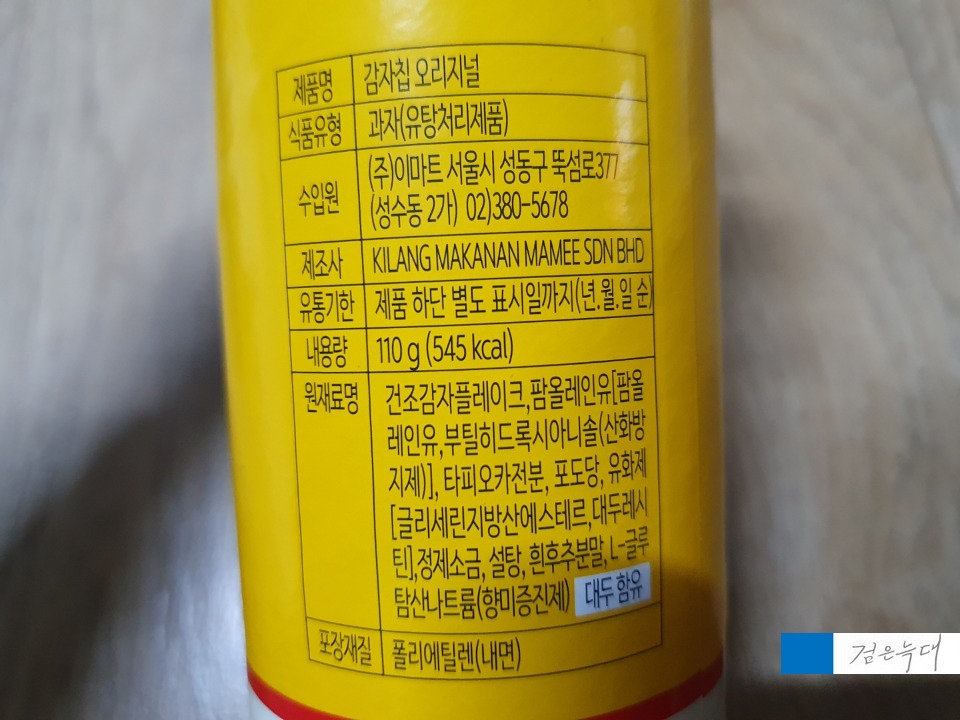 제품명 감자칩 오리지널
식품유형 과자(유탕처리제품)
수입원 (주)이마트 서울시 성동구 뚝섬로377
(성수동 2가) 02)380-5678
제조사 KILANG MAKANAN MAMEE SDN BHD
유통기한 제품 하단 별도 표시일까지(년.월.일 순)
내용량 110 g (545 kcal)
원재료명 건조감자플레이크,팜올레인유[팜올
레인유,부틸히드록시아니솔(산화방
지제)], 타피오카전분, 포도당, 유화제
[글리세린지방산에스테르,대두레시
틴],정제소금, 설탕, 흰후추분말, L-글루
탐산나트륨(향미증진제) 대두 함유
포장재질 폴리에틸렌(내면)
검은늑대